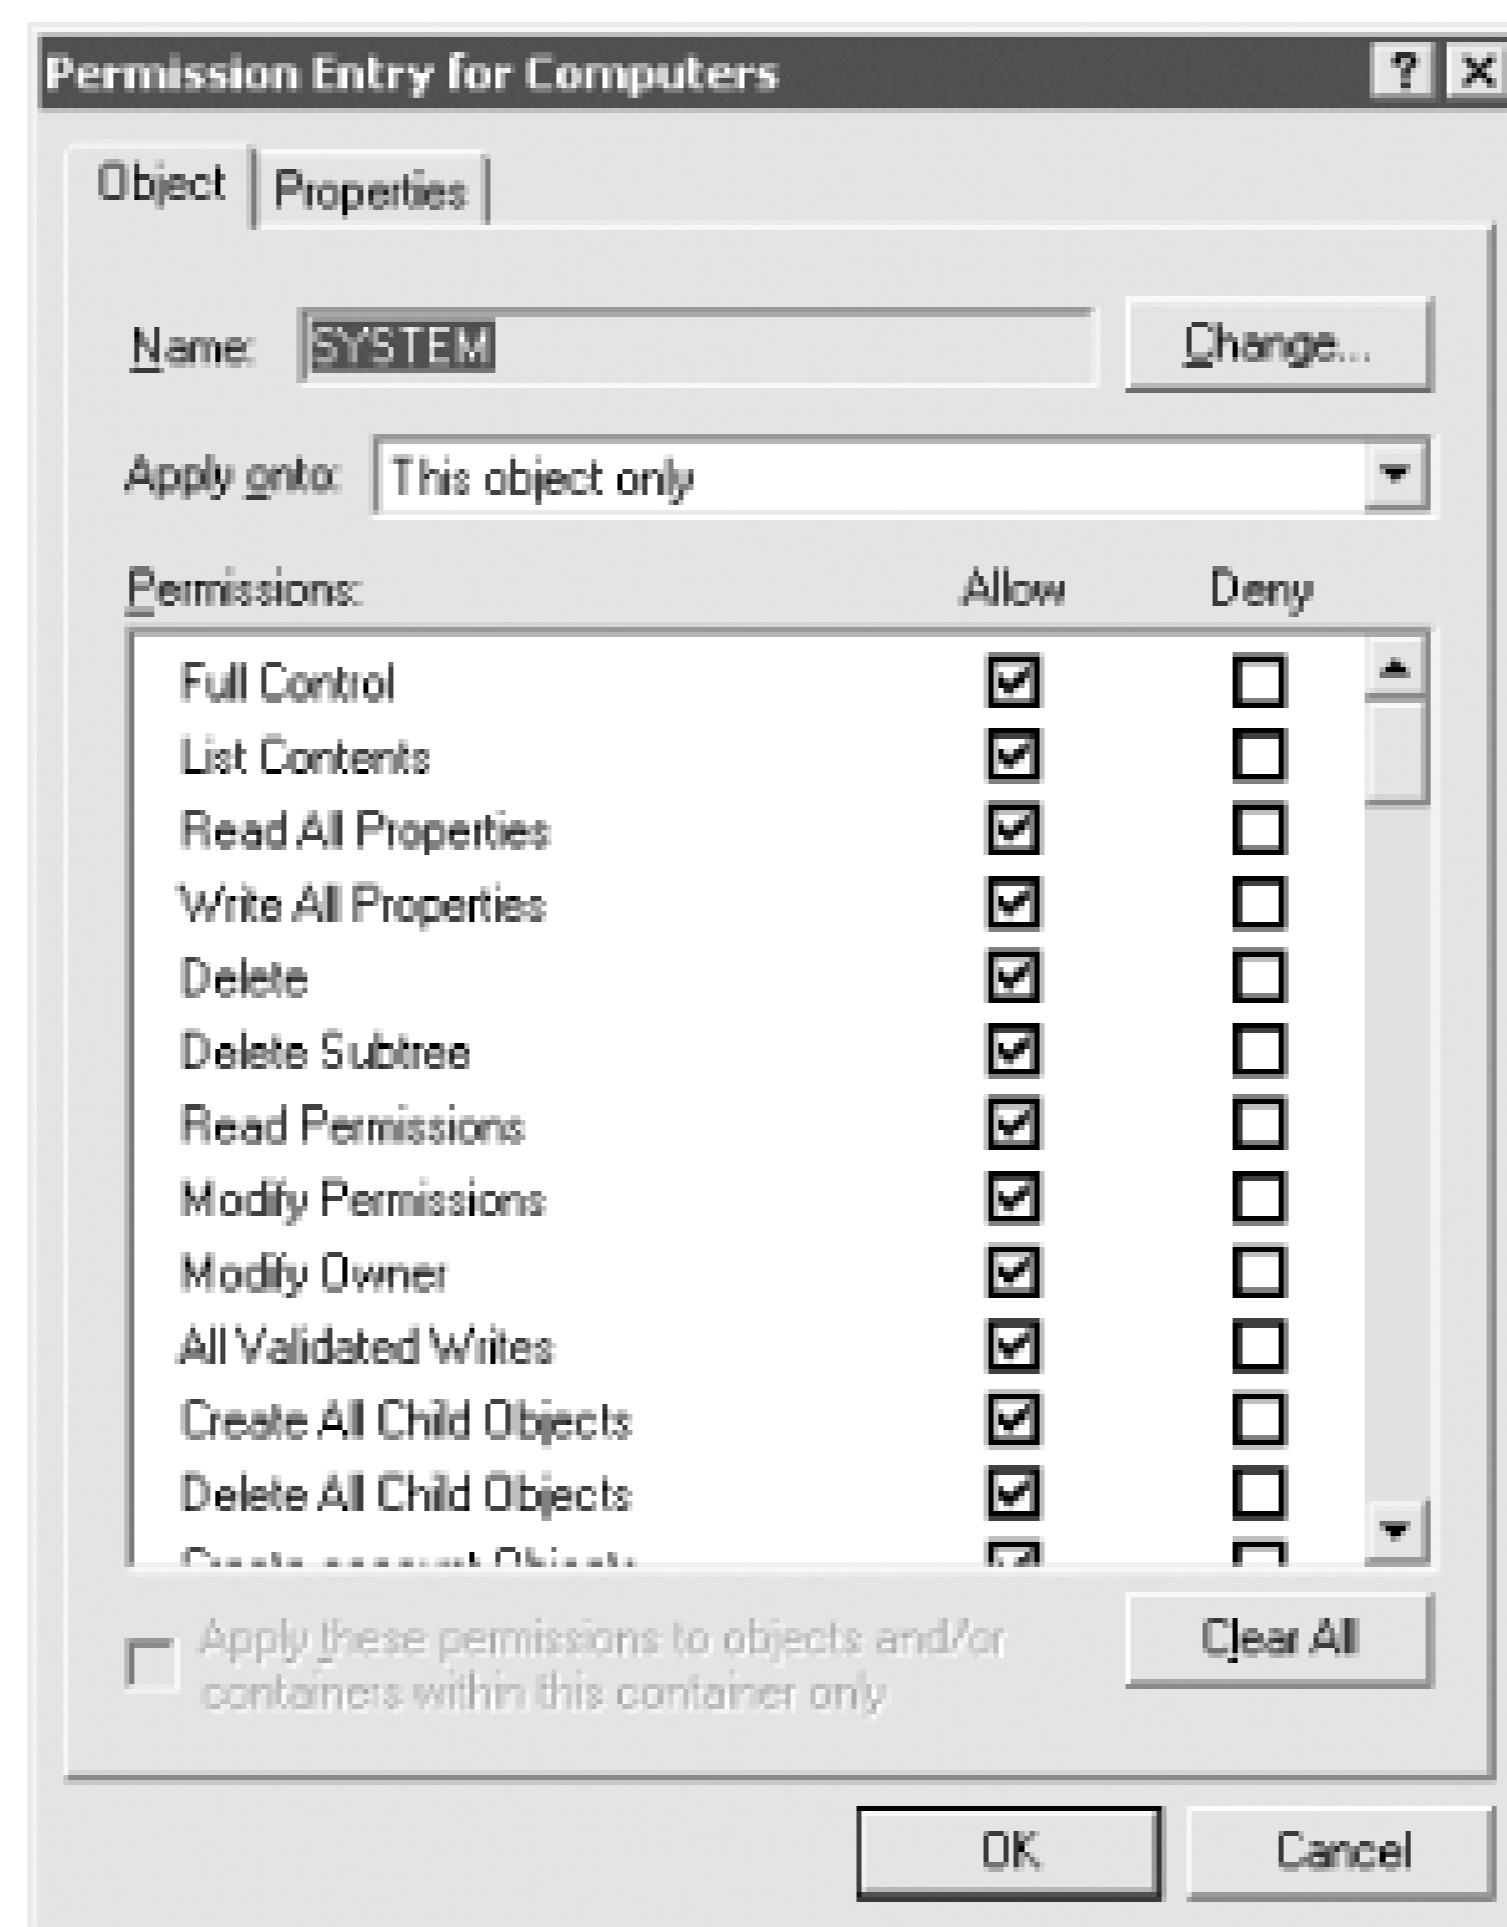 Permission Entry for Computers
Object
Properties
Name: SYSTEM Change...
Apply onto: This object only
Permissions: Allow Deny
Full Control
List Contents
Read All Properties
Write All Properties
Delete
Delete Subtree
Read Permissions
Modify Permissions
Modify Owner
All Validated Writes
Create All Child Objects
Delete All Child Objects
Create account Objects
Apply these permissions to objects and/or
containers within this container only
Clear All
OK Cancel